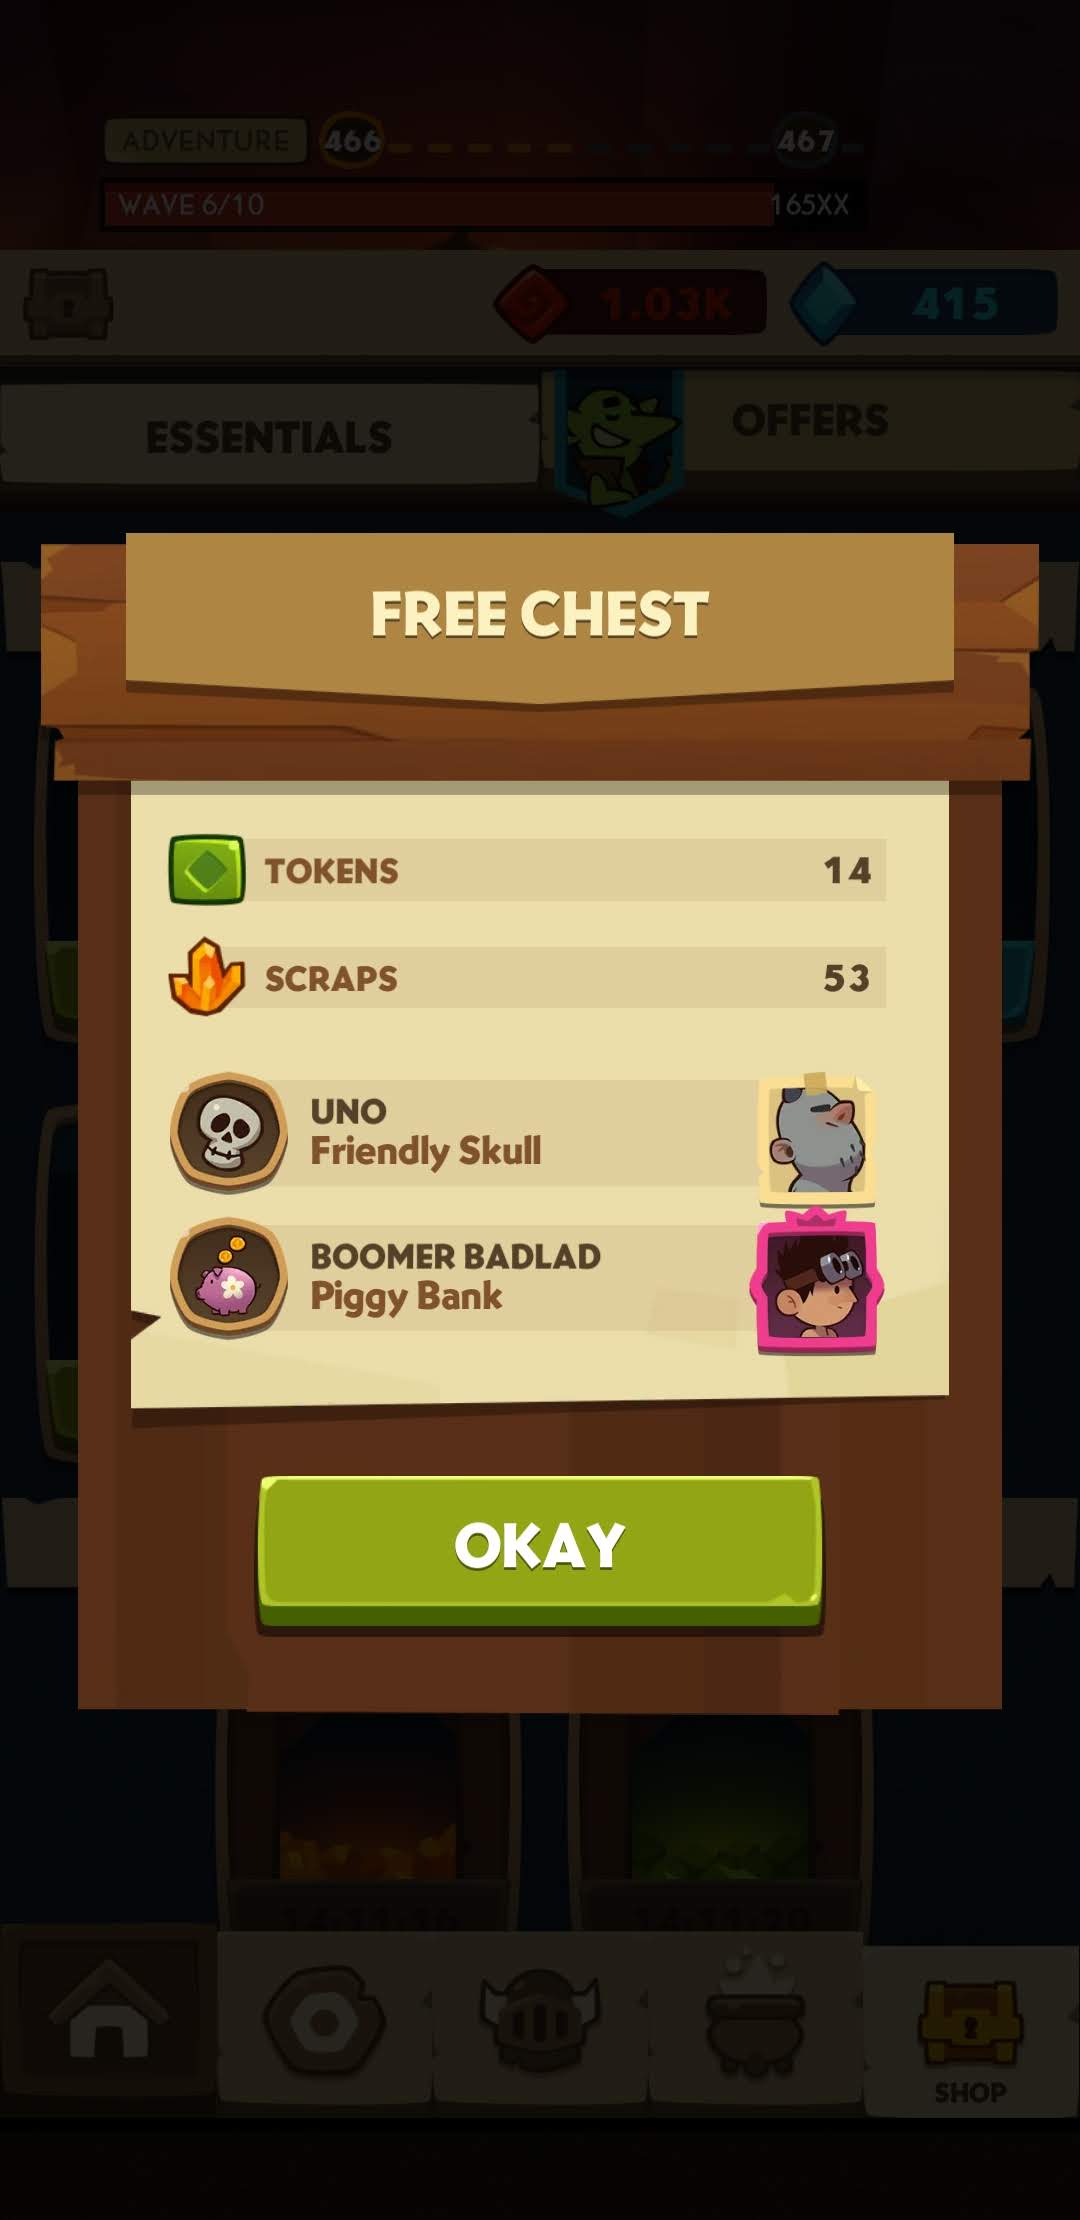 ADVENTURE 466 467
WAVE 6/10 165XX
1.03K 415
ESSENTIALS OFFERS
FREE CHEST
TOKENS 14
SCRAPS 53
UNO
Friendly Skull
BOOMER BADLAD
Piggy Bank
OKAY
SHOP